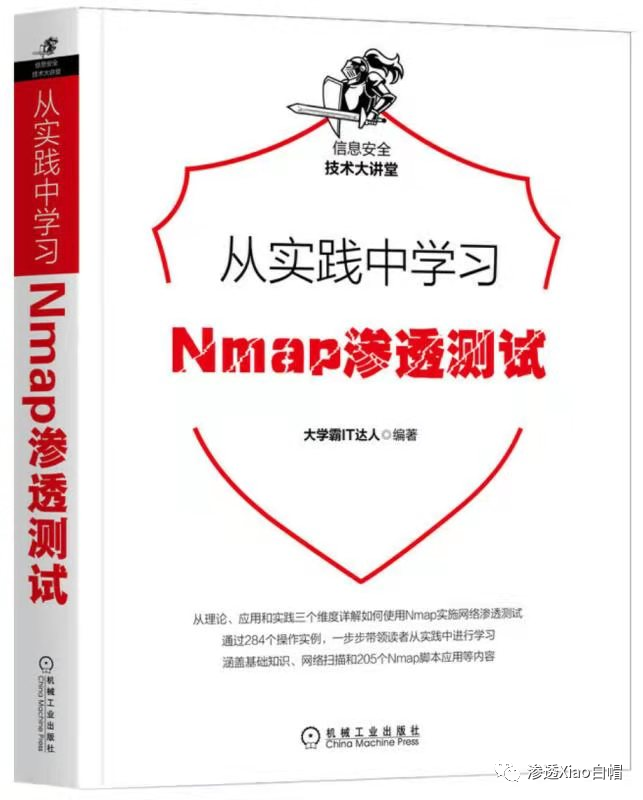 信息安全
技术大讲堂
从实践中学习
Nmap渗透测试
机械工业出版社
China Machine Press
信息安全
技术大讲堂
从实践中学习
Nmap渗透测试
大学霸IT达人◎编著
从理论、应用和实践三个维度详解如何使用Nmap实施网络渗透测试
通过284个操作实例，一步步带领读者从实践中进行学习
涵盖基础知识、网络扫描和205个Nmap脚本应用等内容
机械工业出版社
China Machine Press
渗透Xiao白帽